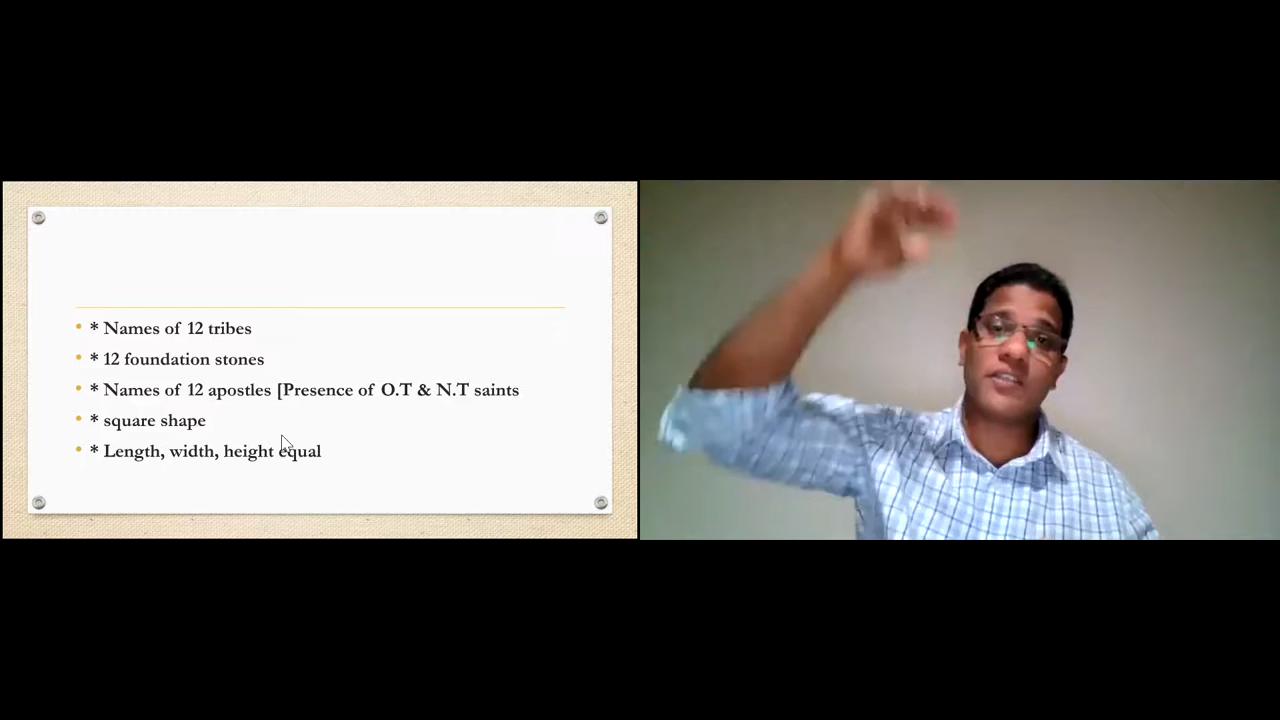 * Names of 12 tribes
* 12 foundation stones
* Names of 12 apostles [Presence of O.T & N.T saints
* square shape
* Length, width, height equal